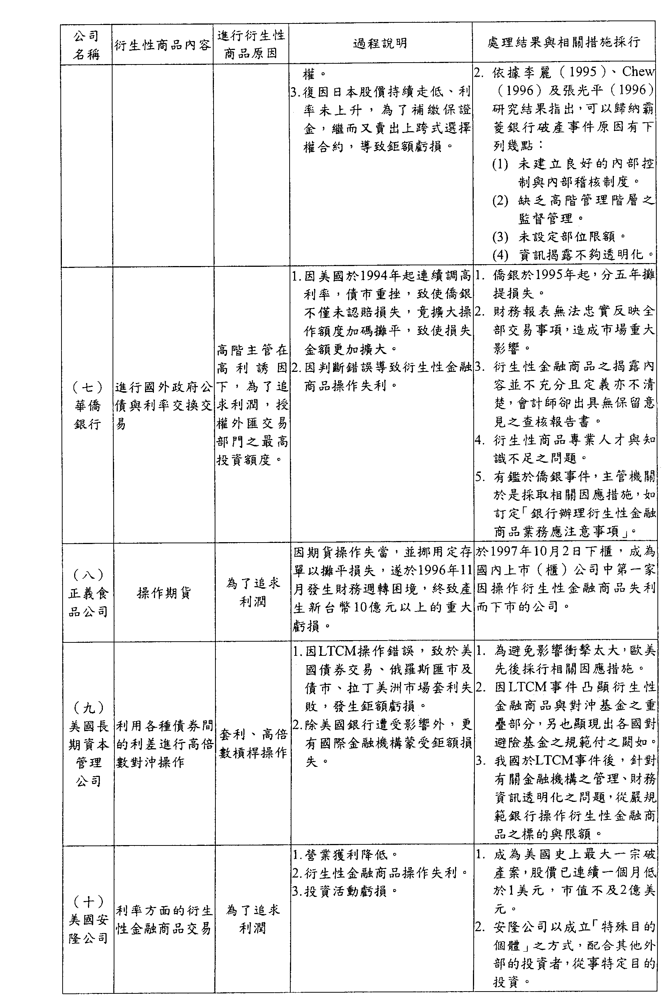 公司
名稱
衍生性商品內容
進行衍生性
商品原因
過程說明
處理結果與相關措施採行
權。
3.復因日本股價持續走低、利
率未上升，為了補繳保證
金，繼而又賣出上跨式選擇
權合約，導致鉅額虧損。
2. 依據李麗（1995）、Chew
（1996）及張光平（1996）
研究結果指出，可以歸納霸
菱銀行破產事件原因有下
列幾點：
(1) 未建立良好的內部控
制與內部稽核制度。
(2) 缺乏高階管理階層之
監督管理。
(3) 未設定部位限額。
(4) 資訊揭露不夠透明化。
（七）
華僑
銀行
進行國外政府公
債與利率交換交
易
高階主管在
高利誘因
下，為了追
求利潤，授
權外匯交易
部門之最高
投資額度。
1.因美國於1994年起連續調高
利率，債市重挫，致使僑銀
不僅未認賠損失，竟擴大操
作額度加碼攤平，致使損失
金額更加擴大。
2.因判斷錯誤導致衍生性金融
商品操作失利。
1. 僑銀於1995年起，分五年攤
提損失。
2. 財務報表無法忠實反映全
部交易事項，造成市場重大
影響。
3. 衍生性金融商品之揭露內
容並不充分且定義亦不清
楚，會計師卻出具無保留意
見之查核報告書。
4. 衍生性商品專業人才與知
識不足之問題。
5. 有鑑於僑銀事件，主管機關
於是採取相關因應措施，如
訂定「銀行辦理衍生性金融
商品業務應注意事項」。
（八）
正義食
品公司
操作期貨
為了追求
利潤
因期貨操作失當，並挪用定存
單以攤平損失，遂於1996年11
月發生財務週轉困境，終致產
生新台幣10億元以上的重大
虧損。
於1997年10月2日下櫃，成為
國內上市（櫃）公司中第一家
因操作衍生性金融商品失利
而下市的公司。
（九）
美國長
期資本
管理
公司
利用各種債券間
的利差進行高倍
數對沖操作
套利、高倍
數槓桿操作
1.因LTCM操作錯誤，致於美
國債券交易、俄羅斯匯市及
債市、拉丁美洲市場套利失
敗，發生鉅額虧損。
2.除美國銀行遭受影響外，更
有國際金融機構蒙受鉅額損
失。
1. 為避免影響衝擊太大，歐美
先後採行相關因應措施。
2. 因LTCM事件凸顯衍生性
金融商品與對沖基金之重
疊部分，另也顯現出各國對
避險基金之規範付之闕如。
3. 我國於LTCM事件後，針對
有關金融機構之管理、財務
資訊透明化之問題，從嚴規
範銀行操作衍生性金融商
品之標的與限額。
（十）
美國安
隆公司
利率方面的衍生
性金融商品交易
為了追求
利潤
1.營業獲利降低。
2.衍生性金融商品操作失利。
3.投資活動虧損。
1. 成為美國史上最大一宗破
產案，股價已連續一個月低
於1美元，市值不及2億美
元。
2. 安隆公司以成立「特殊目的
個體」之方式，配合其他外
部的投資者，從事特定目的
投資。